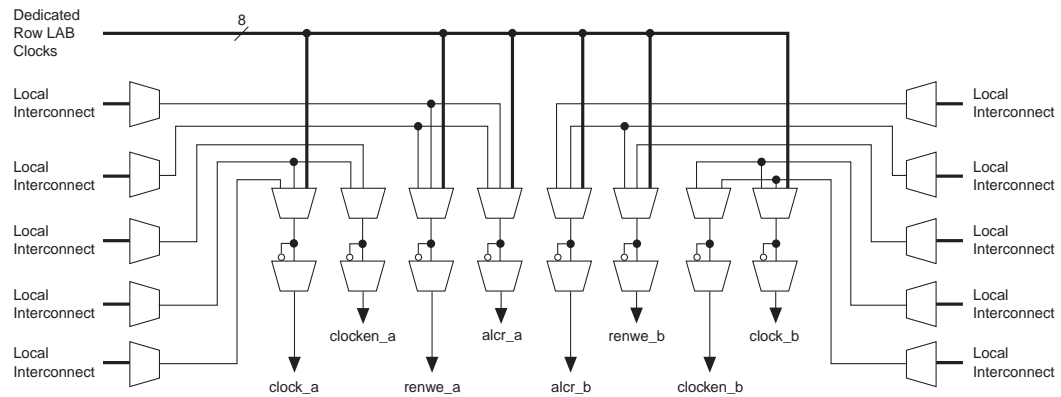 Dedicated
Row LAB
Clocks
8
Local
Interconnect
Local
Interconnect
Local
Interconnect
Local
Interconnect
Local
Interconnect
Local
Interconnect
Local
Interconnect
Local
Interconnect
Local
Interconnect
Local
Interconnect
clocken_a
alcr_a
renwe_b
clock_b
clock_a
renwe_a
alcr_b
clocken_b